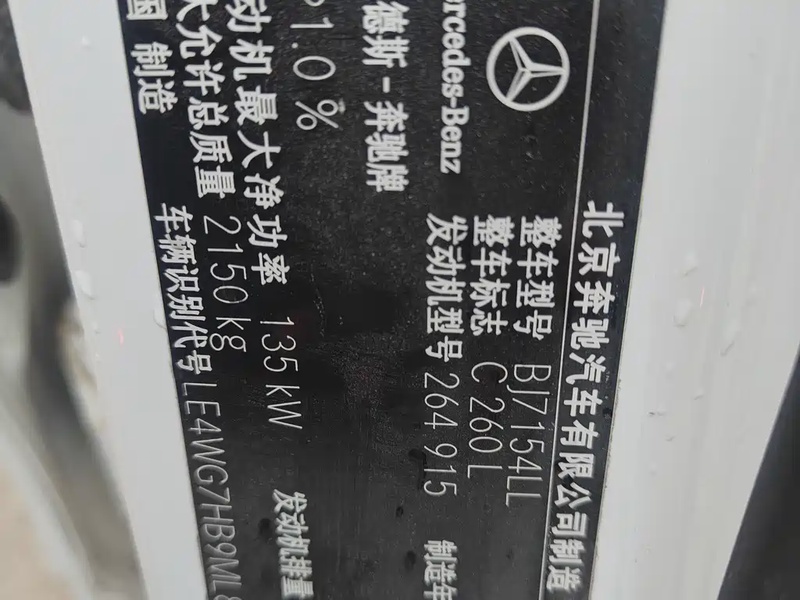 北京奔驰汽车有限公司制造
整车型号 BJ7154LL
整车标志 C 260 L
发动机型号 264 915 制造年
Mercedes-Benz
德斯-奔驰牌
P1.0 %
动机最大净功率 135 kW 发动机排量
大允许总质量 2150 kg
国 制造 车辆识别代号 LE4WG7HB9ML8